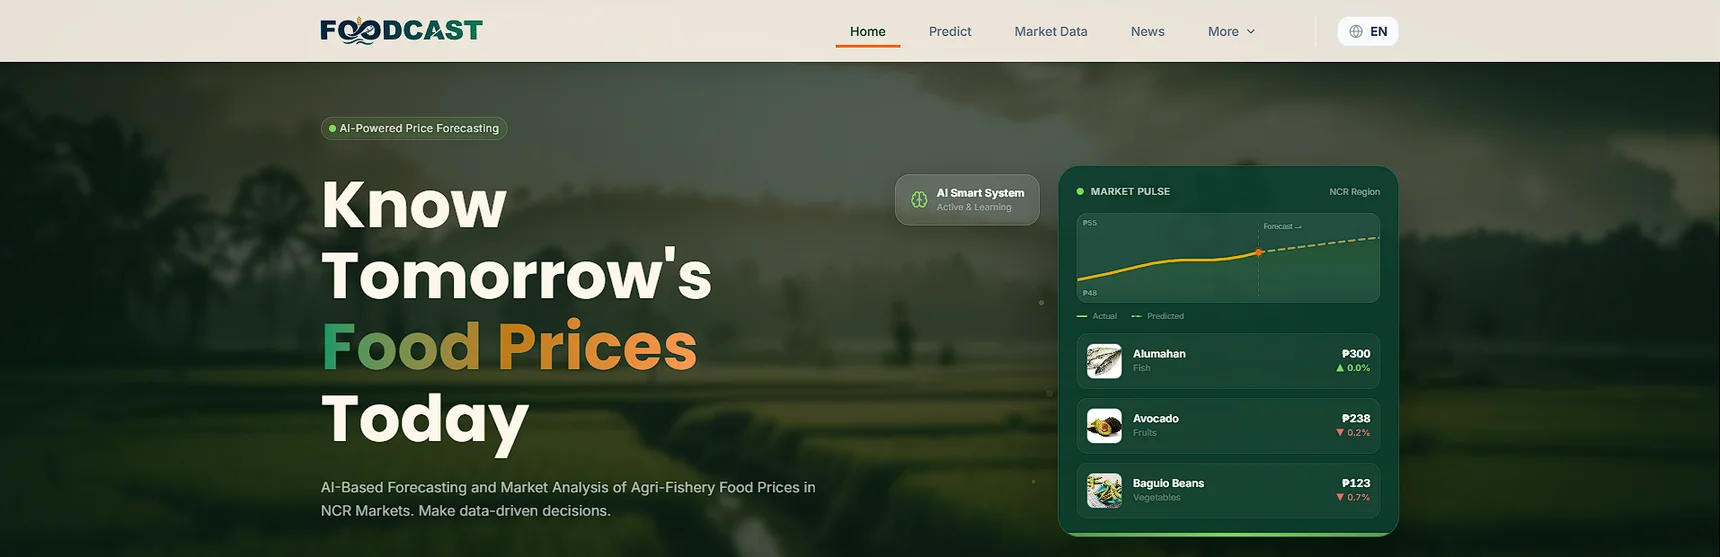 FOODCAST
Home
Predict
Market Data
News
More
EN
AI-Powered Price Forecasting
Know
Tomorrow's
Food Prices
Today
AI-Based Forecasting and Market Analysis of Agri-Fishery Food Prices in
NCR Markets. Make data-driven decisions.
AI Smart System
Active & Learning
MARKET PULSE
NCR Region
₱55
Forecast →
₱48
Actual
Predicted
Alumahan
Fish
₱300
▲ 0.0%
Avocado
Fruits
₱238
▼ 0.2%
Baguio Beans
Vegetables
₱123
▼ 0.7%